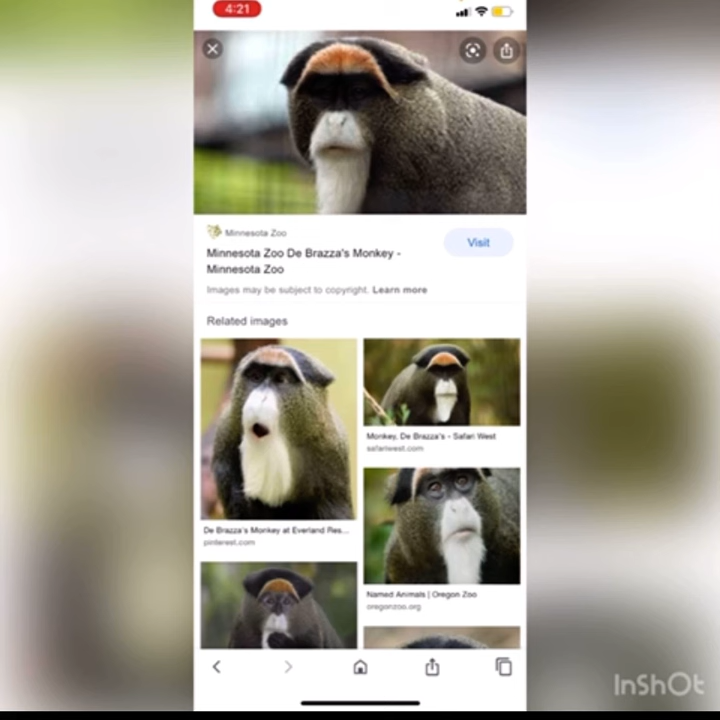 4:21
Minnesota Zoo
Minnesota Zoo De Brazza's Monkey -
Minnesota Zoo
Visit
Images may be subject to copyright. Learn more
Related images
Monkey, De Brazza's - Safari West
safariwest.com
De Brazza's Monkey at Everland Res...
pinterest.com
Named Animals | Oregon Zoo
oregonzoo.org
InShOt